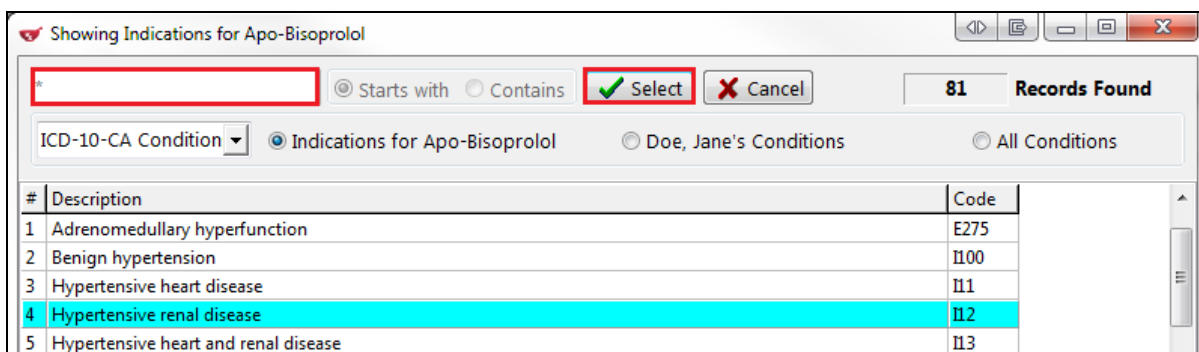 Showing Indications for Apo-Bisoprolol
* Starts with Contains Select Cancel 81 Records Found
ICD-10-CA Condition Indications for Apo-Bisoprolol Doe, Jane's Conditions All Conditions
# Description Code
1 Adrenomedullary hyperfunction E275
2 Benign hypertension I100
3 Hypertensive heart disease I11
4 Hypertensive renal disease I12
5 Hypertensive heart and renal disease I13